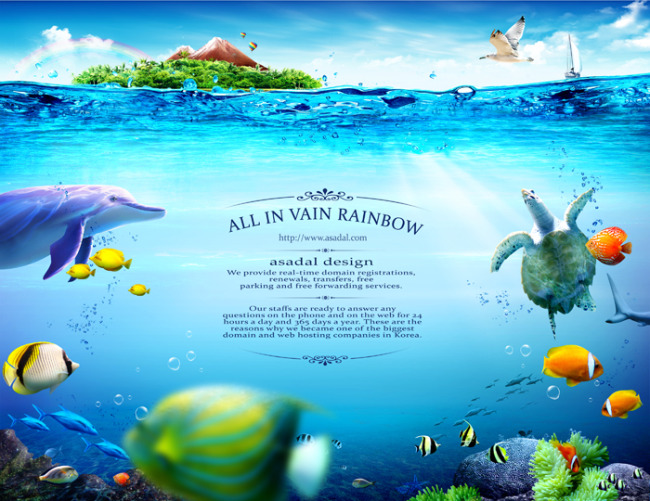 ALL IN VAIN RAINBOW
http://www.asadal.com
asadal design
We provide real-time domain registrations,
renewals, transfers, free
parking and free forwarding services.
Our staffs are ready to answer any
questions on the phone and on the web for 24
hours a day and 365 days a year. These are the
reasons why we became one of the biggest
domain and web hosting companies in Korea.